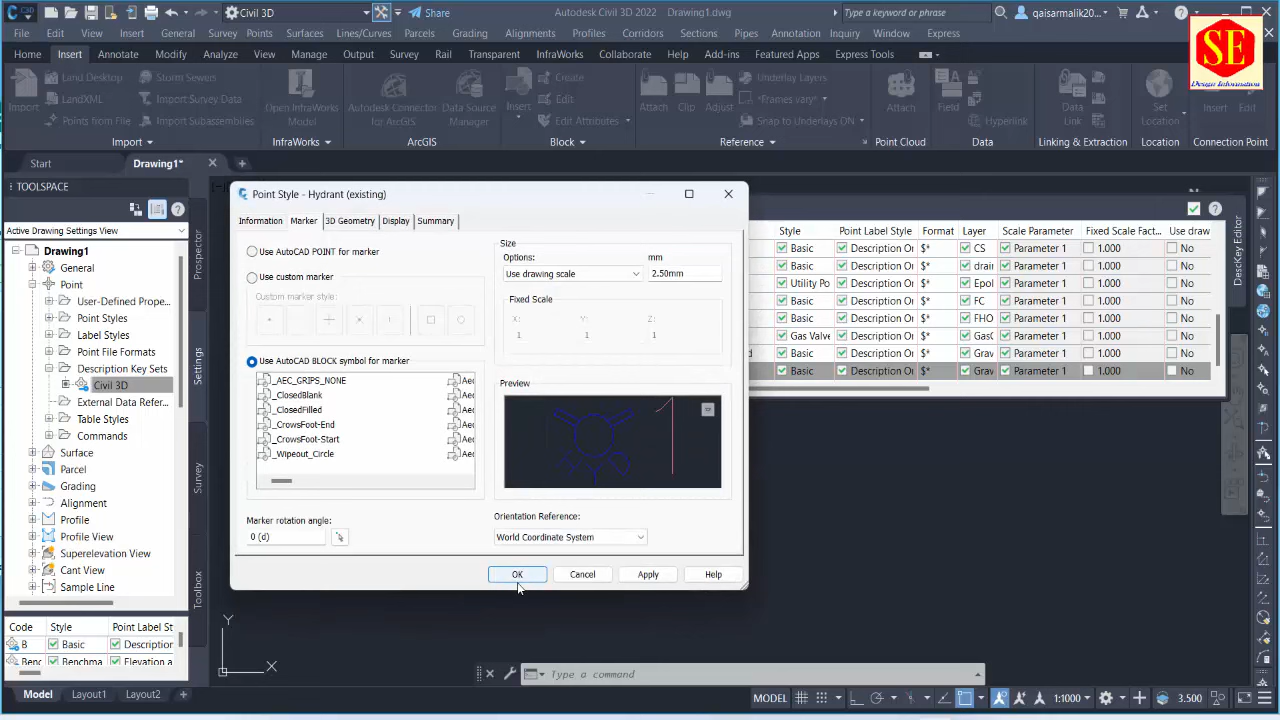 Civil 3D
Share
Autodesk Civil 3D 2022 Drawing1.dwg
Type a keyword or phrase
qaisarmalik20...
File Edit View Insert General Survey Points Surfaces Lines/Curves Parcels Grading Alignments Profiles Corridors Sections Pipes Annotation Inquiry Window Express
Home Insert Annotate Modify Analyze View Manage Output Survey Rail Transparent InfraWorks Collaborate Help Add-ins Featured Apps Express Tools
SE
Design Information
Import
Land Desktop
LandXML
Points from File
Storm Sewers
Import Survey Data
Import Subassemblies
Open InfraWorks Model
Autodesk Connector for ArcGIS
Data Source Manager
Insert
Create
Edit
Edit Attributes
Attach
Clip
Adjust
Underlay Layers
*Frames vary*
Snap to Underlays ON
Attach
Field
Hyperlink
Data Link
Set Location
Insert
Edit
Import InfraWorks ArcGIS Block Reference Point Cloud Data Linking & Extraction Location Connection Point
Start Drawing1*
TOOLSPACE
Active Drawing Settings View
Drawing1
General
Point
User-Defined Prope...
Point Styles
Label Styles
Point File Formats
Description Key Sets
Civil 3D
External Data Refer...
Table Styles
Commands
Surface
Parcel
Grading
Alignment
Profile
Profile View
Superelevation View
Cant View
Sample Line
Prospector
Settings
Survey
Toolbox
Code Style Point Label St
B Basic Description
Benc Benchma Elevation a
Point Style - Hydrant (existing)
Information Marker 3D Geometry Display Summary
Use AutoCAD POINT for marker
Use custom marker
Custom marker style:
Use AutoCAD BLOCK symbol for marker
_AEC_GRIPS_NONE Aec
_ClosedBlank Aec
_ClosedFilled Aec
_CrowsFoot-End Aec
_CrowsFoot-Start Aec
_Wipeout_Circle Aec
Marker rotation angle:
0 (d)
Size
Options: mm
Use drawing scale 2.50mm
Fixed Scale
X: Y: Z:
1 1 1
Preview
Orientation Reference:
World Coordinate System
OK Cancel Apply Help
Style Point Label Style Format Layer Scale Parameter Fixed Scale Fact... Use draw
Basic Description Or $* CS Parameter 1 1.000 No
Basic Description Or $* drai Parameter 1 1.000 No
Utility Po Description Or $* Epol Parameter 1 1.000 No
Basic Description Or $* FC Parameter 1 1.000 No
Basic Description Or $* FHO Parameter 1 1.000 No
Gas Valv Description Or $* GasC Parameter 1 1.000 No
d Basic Description Or $* Grav Parameter 1 1.000 No
Basic Description Or $* Grav Parameter 1 1.000 No
DescKey Editor
Y
X
Type a command
Model Layout1 Layout2
MODEL
1:1000
3.500